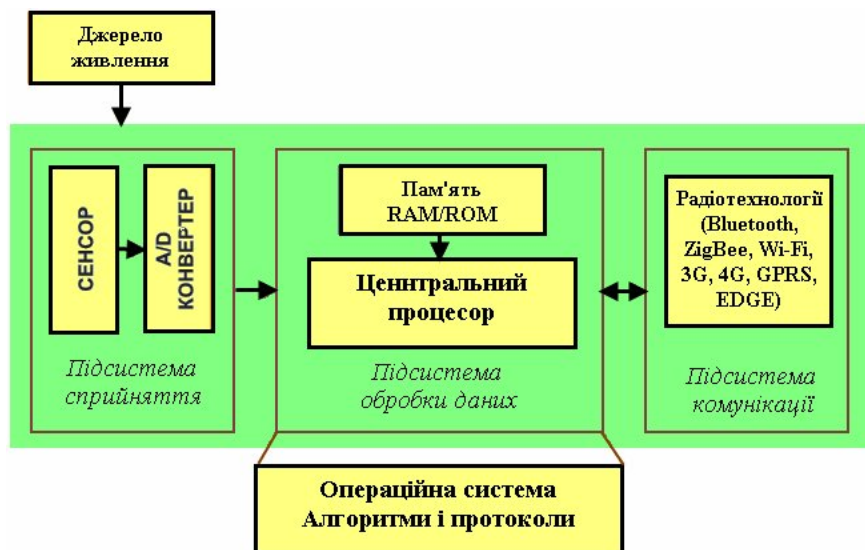 Джерело
живлення
СЕНСОР
A/D
КОНВЕРТЕР
Підсистема
сприйняття
Пам'ять
RAM/ROM
Ценнтральний
процесор
Підсистема
обробки даних
Радіотехнології
(Bluetooth,
ZigBee, Wi-Fi,
3G, 4G, GPRS,
EDGE)
Підсистема
комунікації
Операційна система
Алгоритми і протоколи